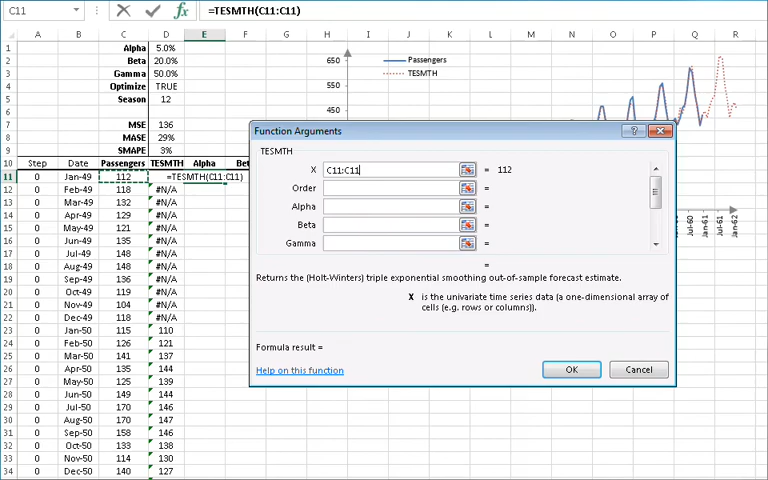 C11 =TESMTH(C11:C11)
A B C D E F G H I J K L M N O P Q R
1 Alpha 5.0%
2 Beta 20.0%
3 Gamma 50.0%
4 Optimize TRUE
5 Season 12
6
7 MSE 136
8 MASE 29%
9 SMAPE 3%
650
550
450
Passengers
TESMTH
10 Step Date Passengers TESMTH Alpha
11 0 Jan-49 112 =TESMTH(C11:C11)
12 0 Feb-49 118 #N/A
13 0 Mar-49 132 #N/A
14 0 Apr-49 129 #N/A
15 0 May-49 121 #N/A
16 0 Jun-49 135 #N/A
17 0 Jul-49 148 #N/A
18 0 Aug-49 148 #N/A
19 0 Sep-49 136 #N/A
20 0 Oct-49 119 #N/A
21 0 Nov-49 104 #N/A
22 0 Dec-49 118 #N/A
23 0 Jan-50 115 110
24 0 Feb-50 126 121
25 0 Mar-50 141 137
26 0 Apr-50 135 144
27 0 May-50 125 139
28 0 Jun-50 149 144
29 0 Jul-50 170 146
30 0 Aug-50 170 147
31 0 Sep-50 158 146
32 0 Oct-50 133 138
33 0 Nov-50 114 130
34 0 Dec-50 140 127
Function Arguments
TESMTH
X C11:C11 = 112
Order =
Alpha =
Beta =
Gamma =
=
Returns the (Holt-Winters) triple exponential smoothing out-of-sample forecast estimate.
X is the univariate time series data (a one-dimensional array of
cells (e.g. rows or columns)).
Formula result =
Help on this function
OK Cancel
Jul-60
Jan-61
Jul-61
Jan-62